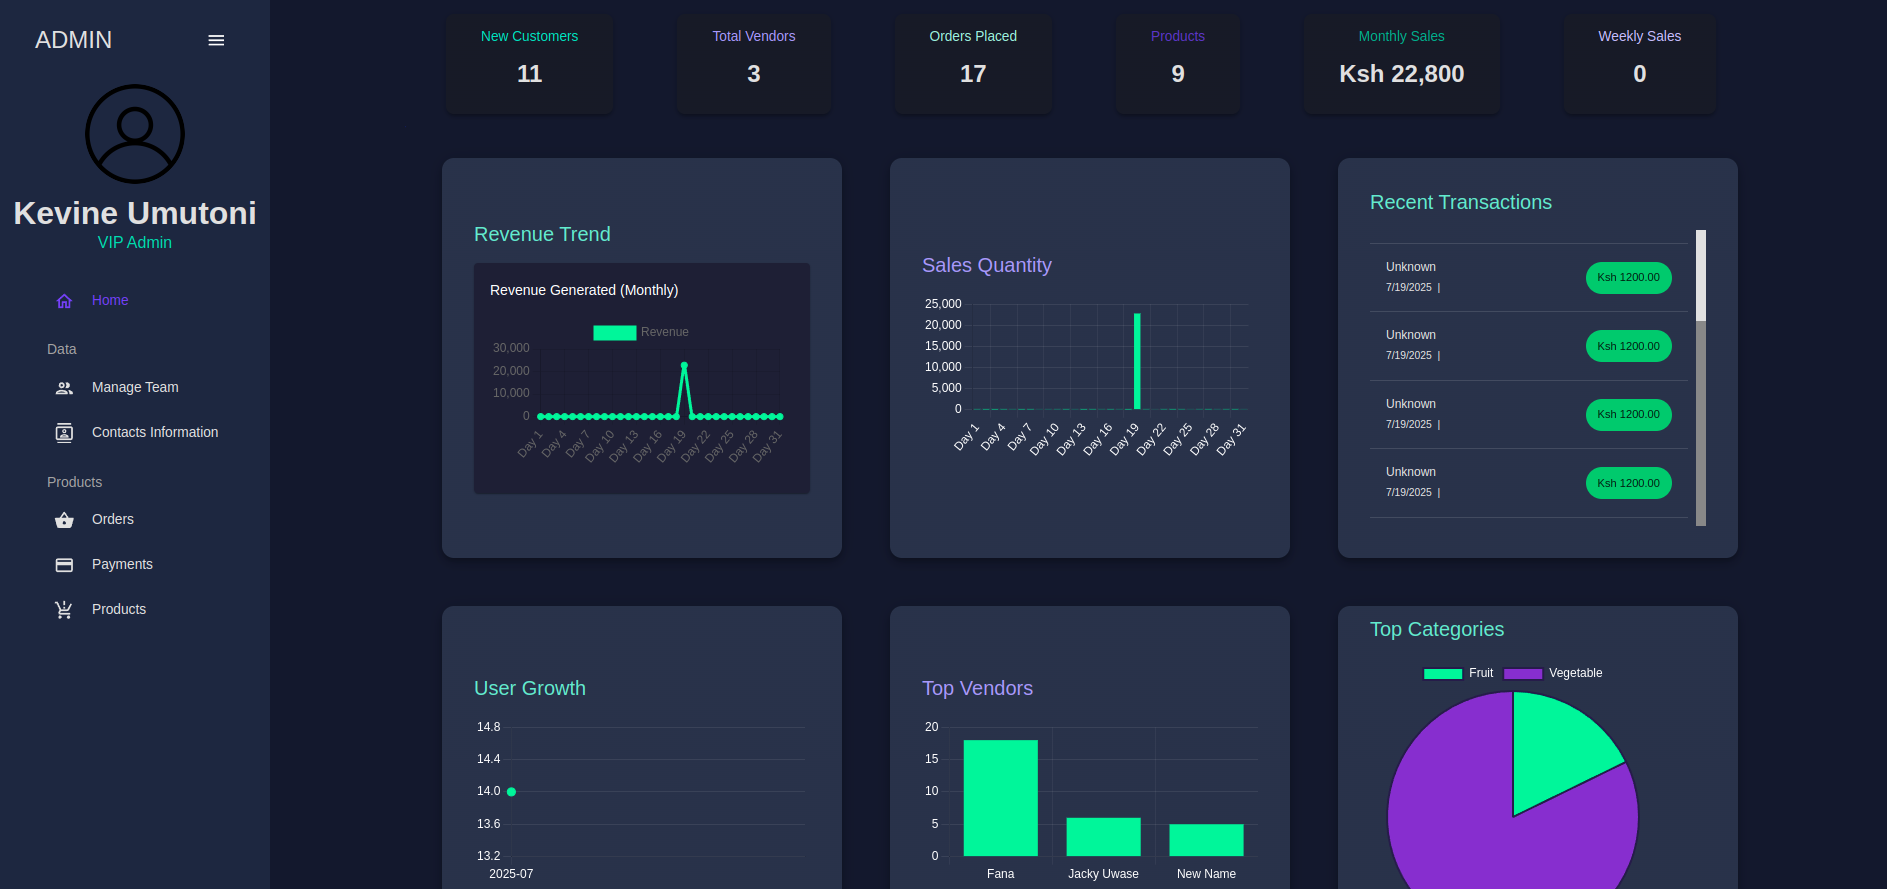 ADMIN
Kevine Umutoni
VIP Admin
Home
Data
Manage Team
Contacts Information
Products
Orders
Payments
Products
New Customers
11
Total Vendors
3
Orders Placed
17
Products
9
Monthly Sales
Ksh 22,800
Weekly Sales
0
Revenue Trend
Revenue Generated (Monthly)
Revenue
30,000
20,000
10,000
0
Day 1 Day 4 Day 7 Day 10 Day 13 Day 16 Day 19 Day 22 Day 25 Day 28 Day 31
Sales Quantity
25,000
20,000
15,000
10,000
5,000
0
Day 1 Day 4 Day 7 Day 10 Day 13 Day 16 Day 19 Day 22 Day 25 Day 28 Day 31
Recent Transactions
Unknown
7/19/2025 |
Ksh 1200.00
Unknown
7/19/2025 |
Ksh 1200.00
Unknown
7/19/2025 |
Ksh 1200.00
Unknown
7/19/2025 |
Ksh 1200.00
User Growth
14.8
14.4
14.0
13.6
13.2
2025-07
Top Vendors
20
15
10
5
0
Fana Jacky Uwase New Name
Top Categories
Fruit Vegetable